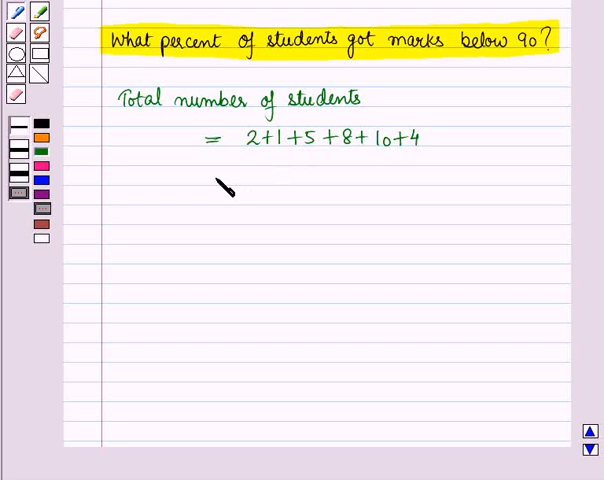 What percent of students got marks below 90?
Total number of students
= 2+1+5+8+10+4